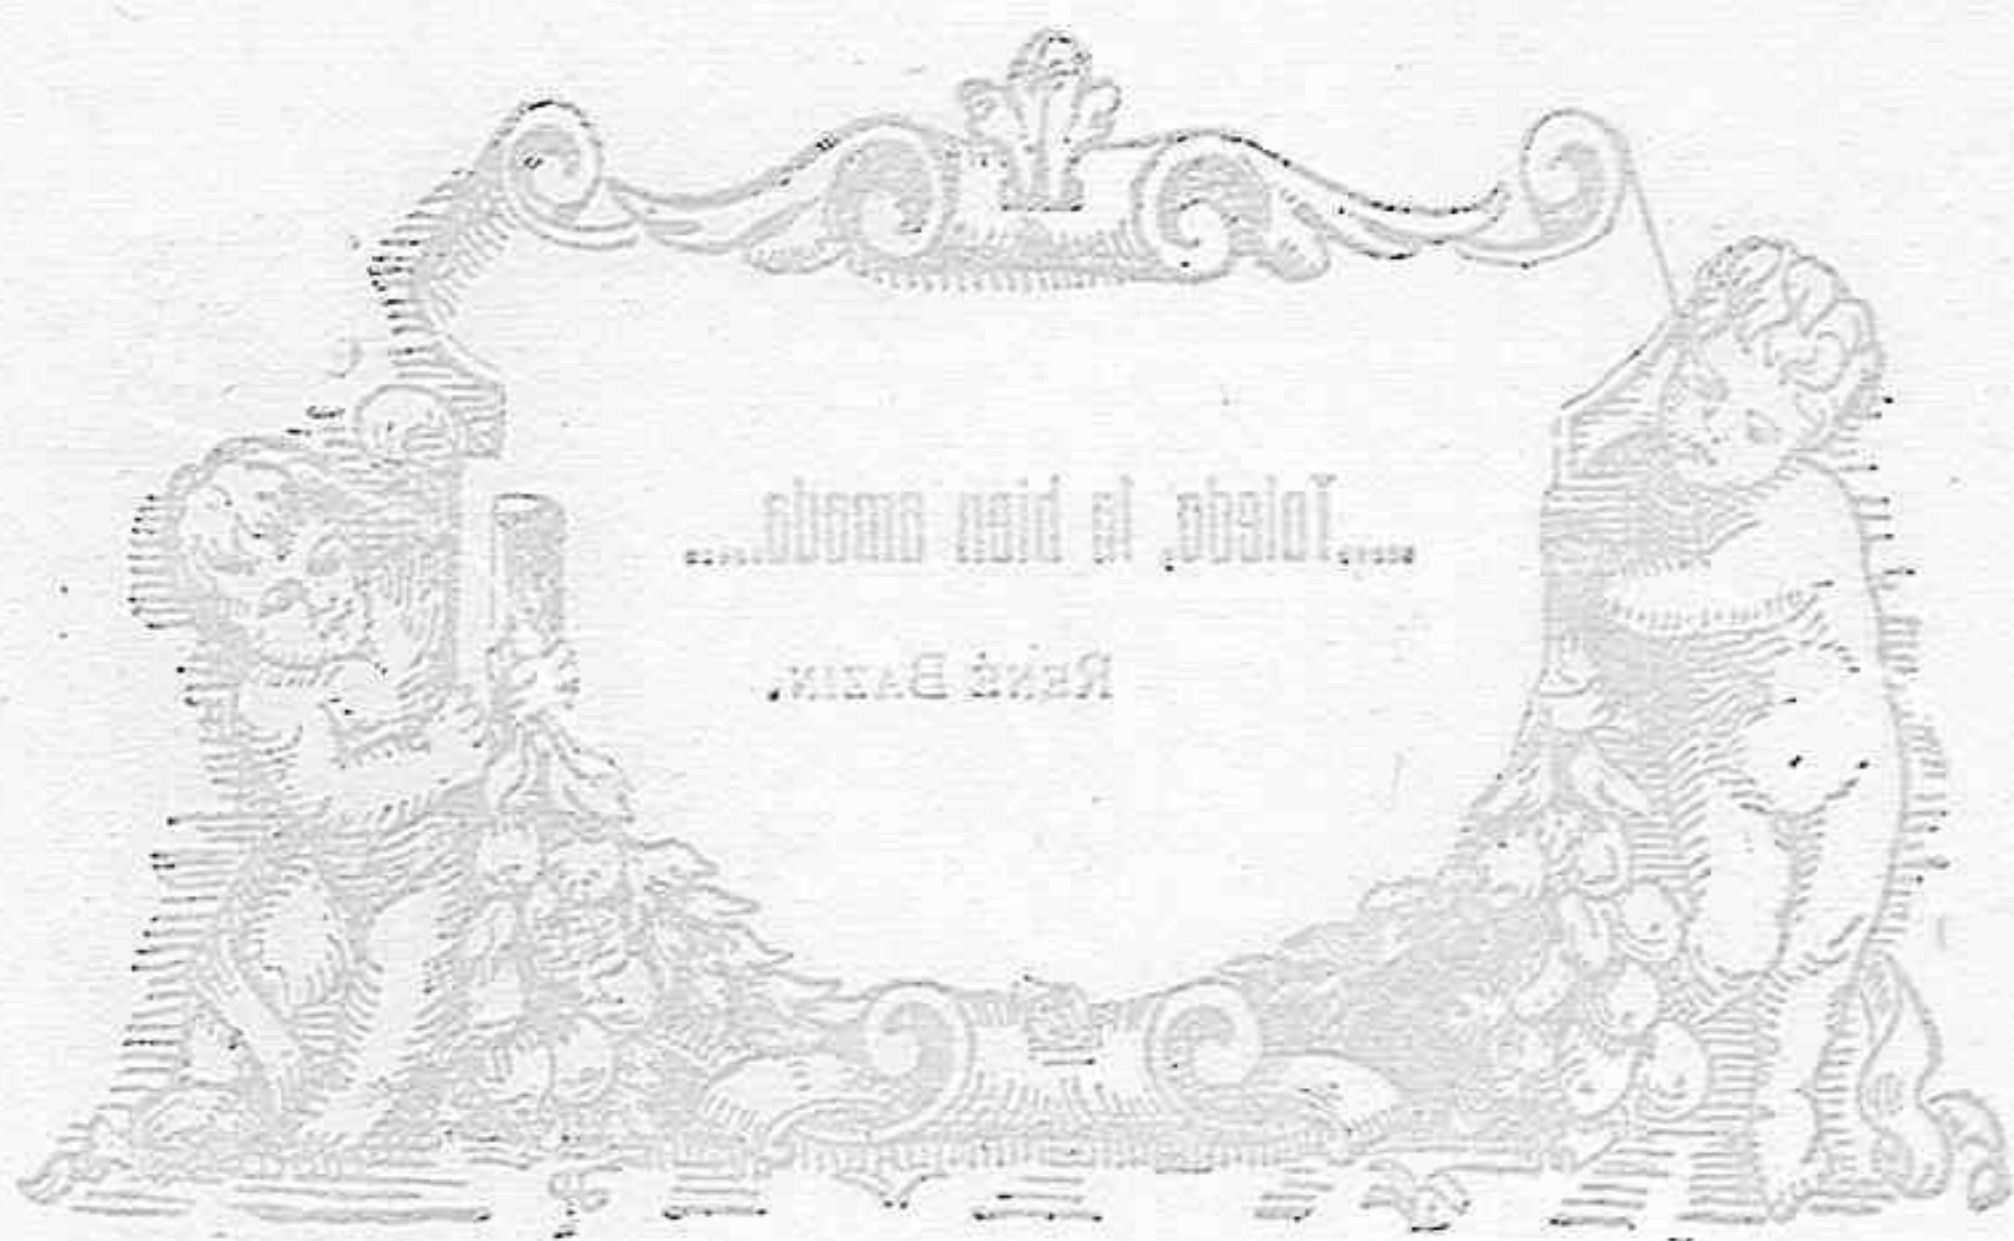 ....Toledo, la bien amada......
RENÉ BAZIN.